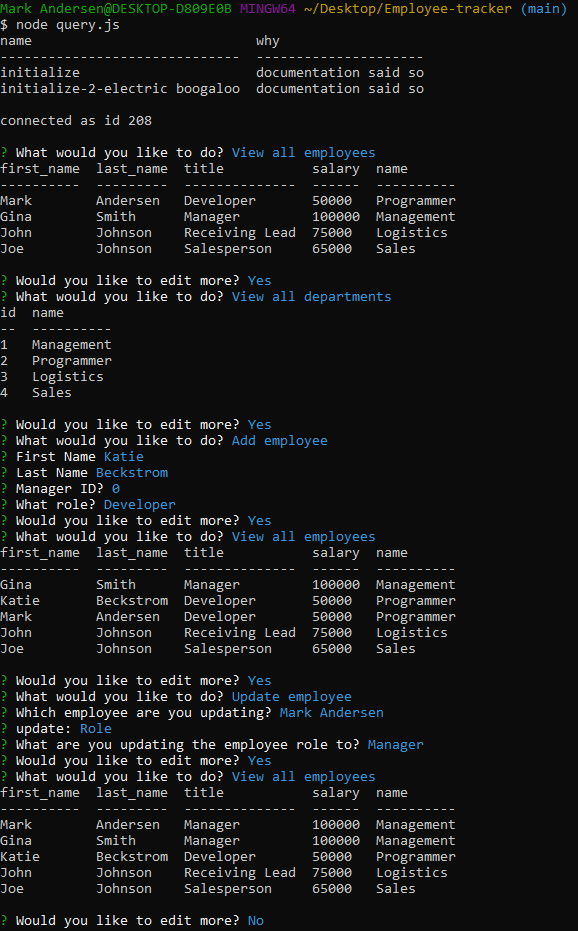 Mark Andersen@DESKTOP-D809E0B MINGW64 ~/Desktop/Employee-tracker (main)
$ node query.js
name                            why
------------------------------  ---------------------
initialize                      documentation said so
initialize-2-electric boogaloo  documentation said so
connected as id 208
? What would you like to do? View all employees
first_name  last_name  title           salary  name
----------  ---------  --------------  ------  ----------
Mark        Andersen   Developer       50000   Programmer
Gina        Smith      Manager         100000  Management
John        Johnson    Receiving Lead  75000   Logistics
Joe         Johnson    Salesperson     65000   Sales
? Would you like to edit more? Yes
? What would you like to do? View all departments
id  name
--  ----------
1   Management
2   Programmer
3   Logistics
4   Sales
? Would you like to edit more? Yes
? What would you like to do? Add employee
? First Name Katie
? Last Name Beckstrom
? Manager ID? 0
? What role? Developer
? Would you like to edit more? Yes
? What would you like to do? View all employees
first_name  last_name  title           salary  name
----------  ---------  --------------  ------  ----------
Gina        Smith      Manager         100000  Management
Katie       Beckstrom  Developer       50000   Programmer
Mark        Andersen   Developer       50000   Programmer
John        Johnson    Receiving Lead  75000   Logistics
Joe         Johnson    Salesperson     65000   Sales
? Would you like to edit more? Yes
? What would you like to do? Update employee
? Which employee are you updating? Mark Andersen
? update: Role
? What are you updating the employee role to? Manager
? Would you like to edit more? Yes
? What would you like to do? View all employees
first_name  last_name  title           salary  name
----------  ---------  --------------  ------  ----------
Mark        Andersen   Manager         100000  Management
Gina        Smith      Manager         100000  Management
Katie       Beckstrom  Developer       50000   Programmer
John        Johnson    Receiving Lead  75000   Logistics
Joe         Johnson    Salesperson     65000   Sales
? Would you like to edit more? No